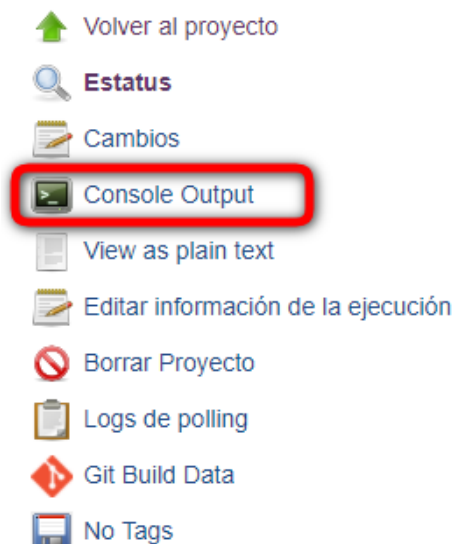 Volver al proyecto
Estatus
Cambios
Console Output
View as plain text
Editar información de la ejecución
Borrar Proyecto
Logs de polling
Git Build Data
No Tags